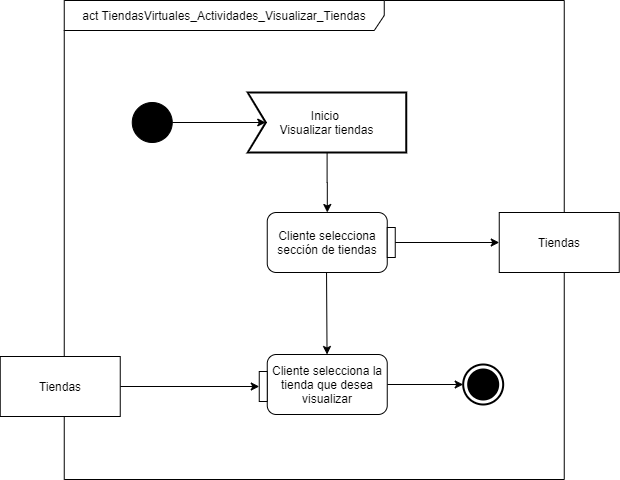 act TiendasVirtuales_Actividades_Visualizar_Tiendas
Inicio
Visualizar tiendas
Cliente selecciona
sección de tiendas
Tiendas
Tiendas
Cliente selecciona la
tienda que desea
visualizar